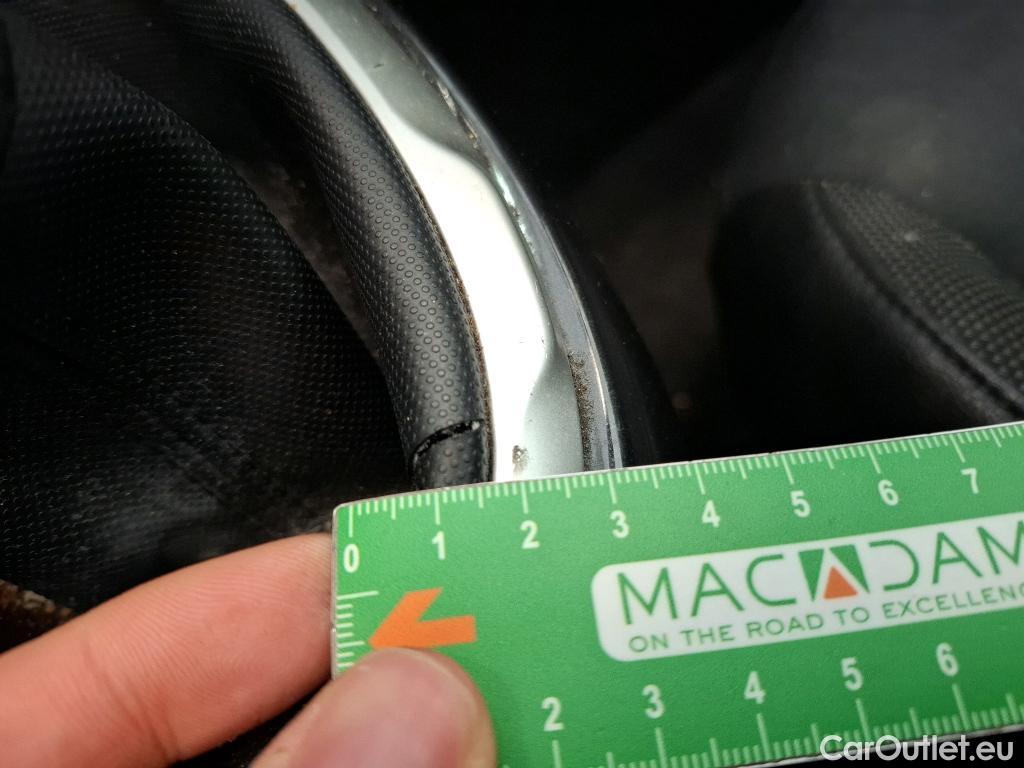 0 1 2 3 4 5 6 7
MACADAM
ON THE ROAD TO EXCELLENC
2 3 4 5 6
CarOutlet.eu